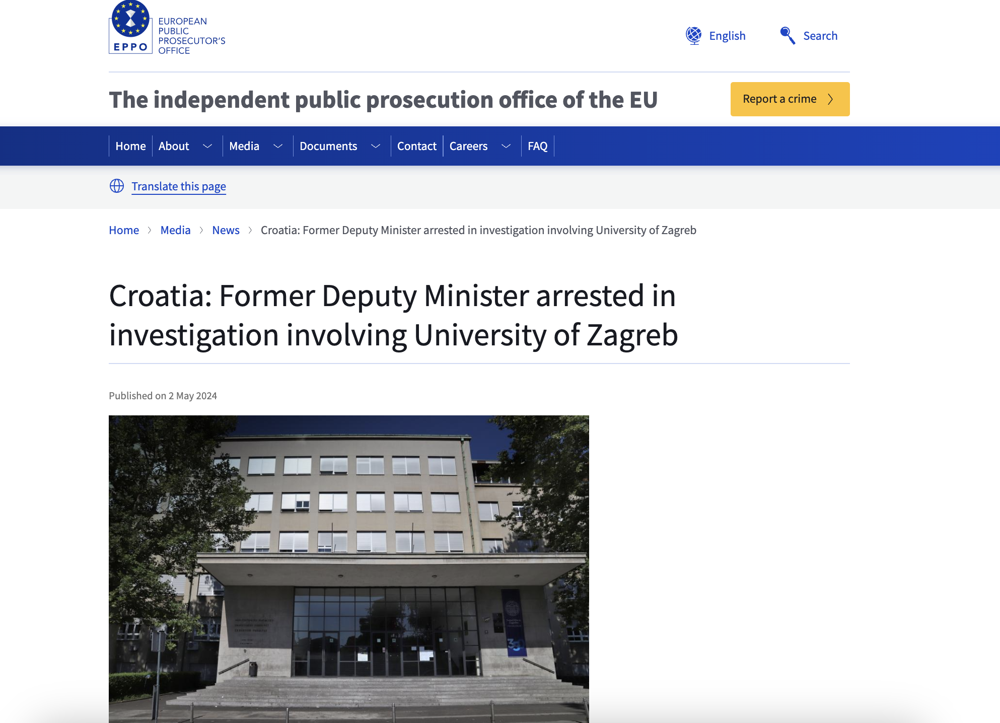 EUROPEAN
PUBLIC
PROSECUTOR'S
OFFICE
EPPO
English
Search
The independent public prosecution office of the EU
Report a crime
Home About Media Documents Contact Careers FAQ
Translate this page
Home Media News Croatia: Former Deputy Minister arrested in investigation involving University of Zagreb
Croatia: Former Deputy Minister arrested in
investigation involving University of Zagreb
Published on 2 May 2024